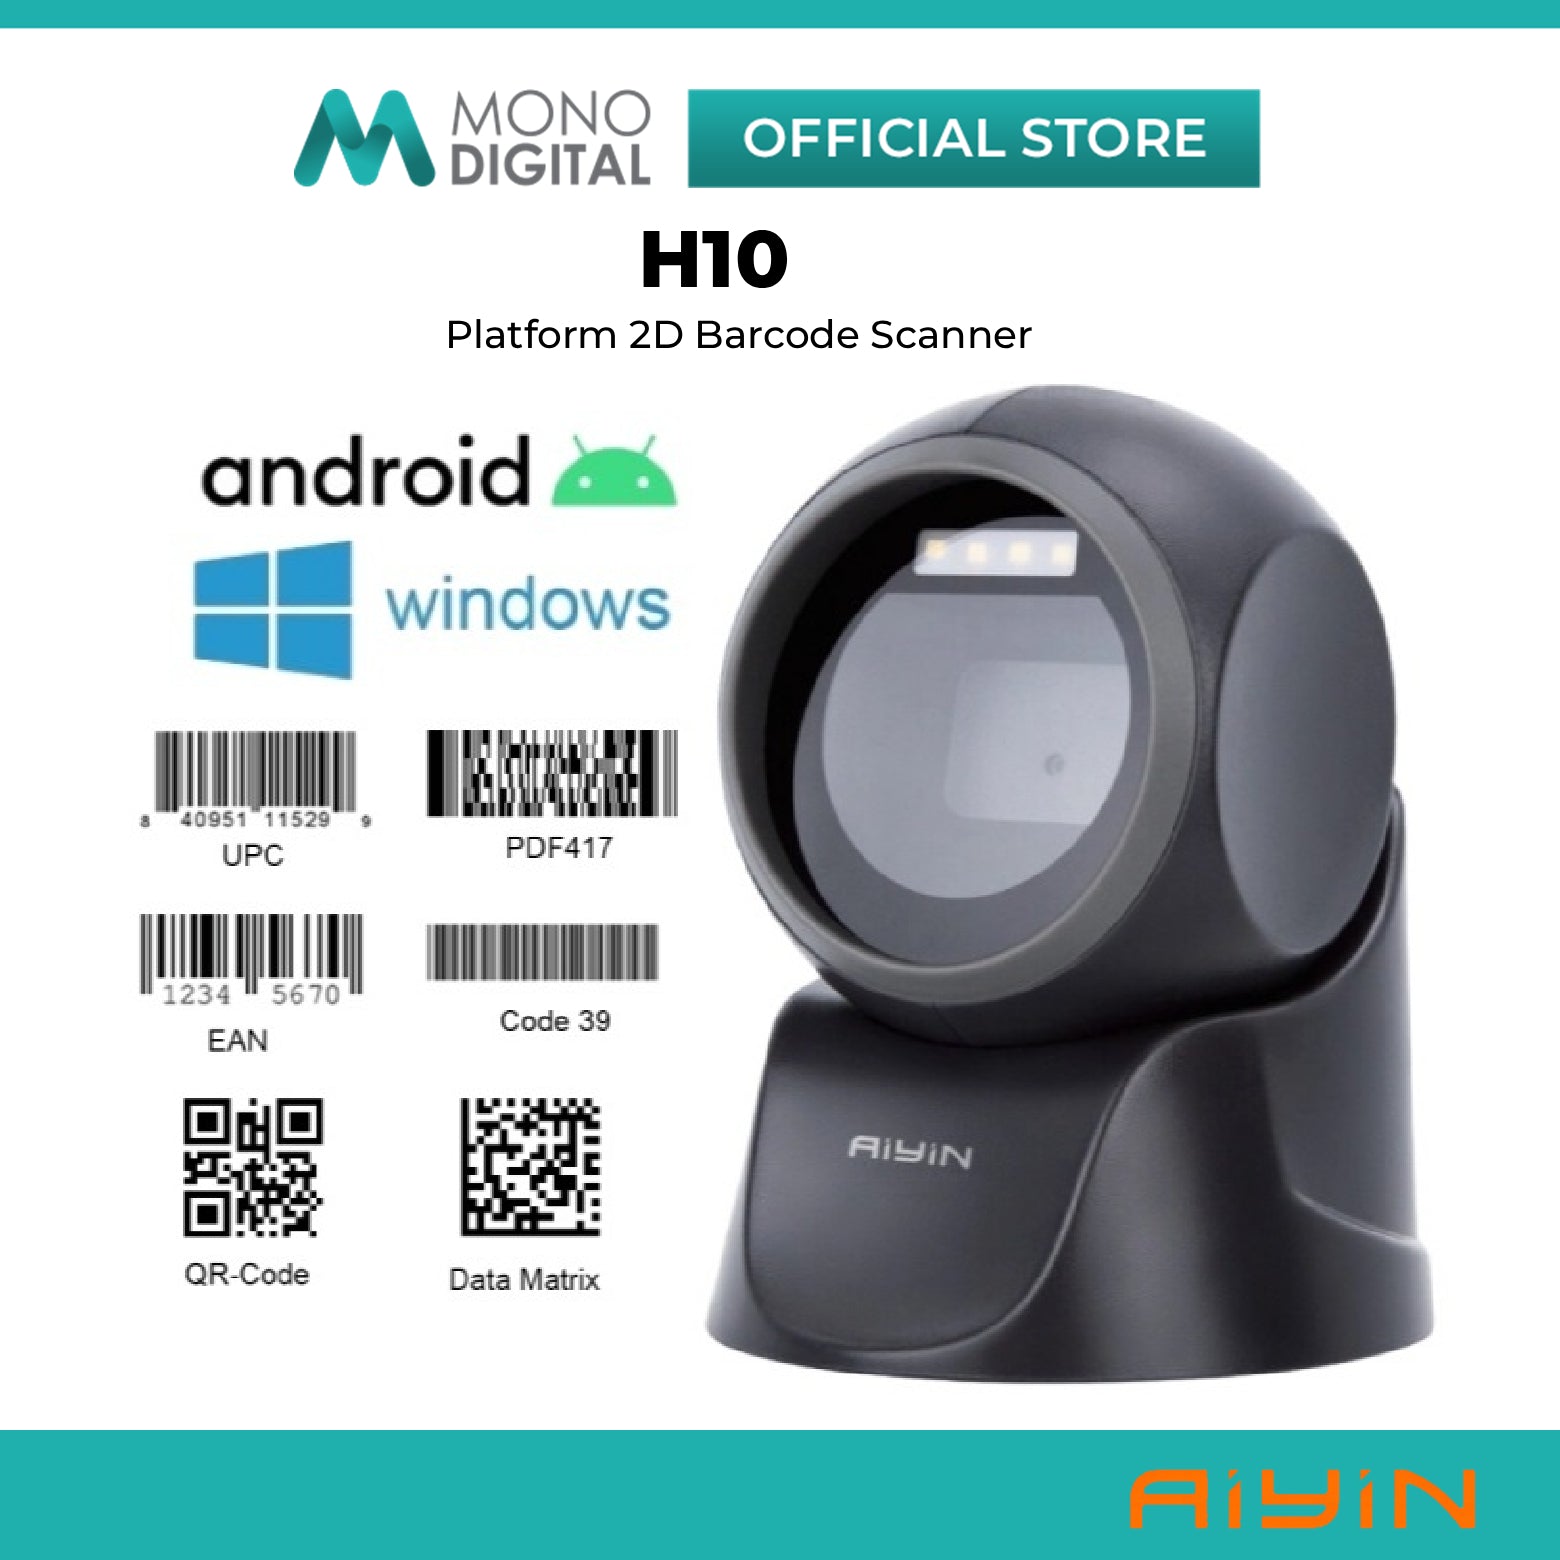 MONO
DIGITAL
OFFICIAL STORE
H10
Platform 2D Barcode Scanner
android
windows
8 40951 11529 9
UPC
PDF417
1234 5670
EAN
Code 39
QR-Code
Data Matrix
AiYiN
AiYiN